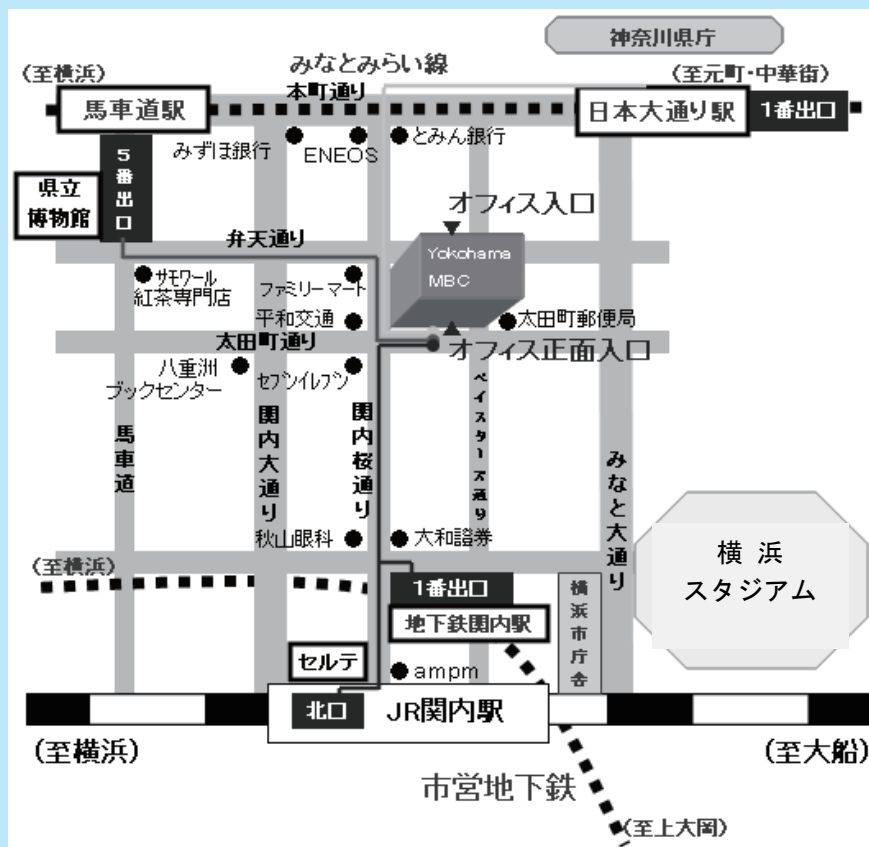 神奈川県庁
(至横浜)
みなとみらい線
本町通り
(至元町・中華街)
馬車道駅
日本大通り駅
1番出口
みずほ銀行
ENEOS
とみん銀行
5番出口
県立
博物館
オフィス入口
弁天通り
Yokohama
MBC
サモワール
紅茶専門店
ファミリーマート
平和交通
太田町郵便局
太田町通り
オフィス正面入口
八重洲
ブックセンター
セブンイレブン
馬車道
関内大通り
関内桜通り
ベイスターズ通り
みなと大通り
秋山眼科
大和證券
横浜
スタジアム
(至横浜)
1番出口
地下鉄関内駅
横浜市庁舎
セルテ
ampm
北口
JR関内駅
(至横浜)
(至大船)
市営地下鉄
(至上大岡)